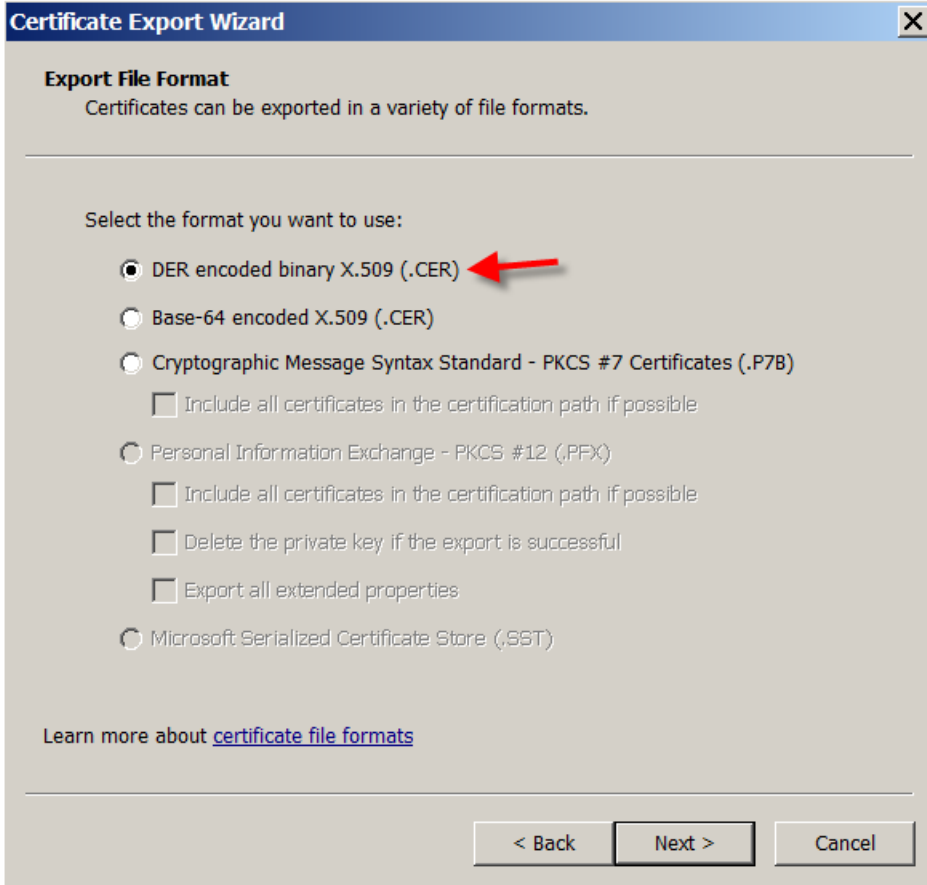 Certificate Export Wizard
Export File Format
Certificates can be exported in a variety of file formats.
Select the format you want to use:
DER encoded binary X.509 (.CER)
Base-64 encoded X.509 (.CER)
Cryptographic Message Syntax Standard - PKCS #7 Certificates (.P7B)
Include all certificates in the certification path if possible
Personal Information Exchange - PKCS #12 (.PFX)
Include all certificates in the certification path if possible
Delete the private key if the export is successful
Export all extended properties
Microsoft Serialized Certificate Store (.SST)
Learn more about certificate file formats
< Back Next > Cancel